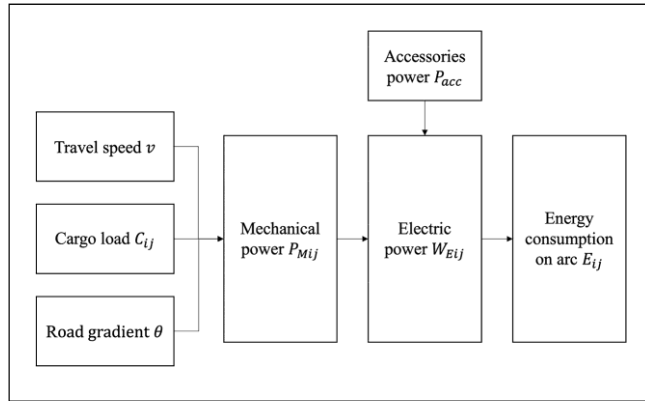 Accessories
power P_acc
Travel speed v
Cargo load C_ij
Road gradient θ
Mechanical
power P_Mij
Electric
power W_Eij
Energy
consumption
on arc E_ij